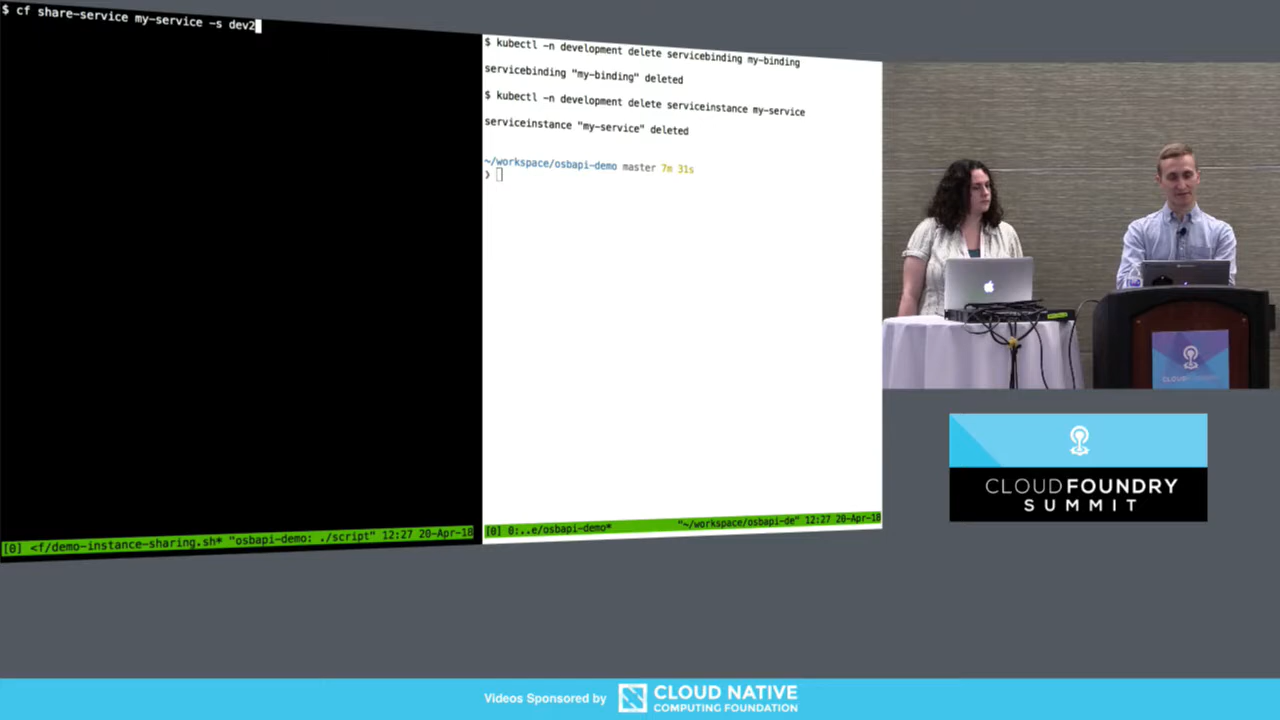 $ cf share-service my-service -s dev2
[0] <f/demo-instance-sharing.sh* "osbapi-demo: ./script" 12:27 20-Apr-18
$ kubectl -n development delete servicebinding my-binding
servicebinding "my-binding" deleted
$ kubectl -n development delete serviceinstance my-service
serviceinstance "my-service" deleted
~/workspace/osbapi-demo master 7m 31s
❯
[0] 0:..e/osbapi-demo* "~/workspace/osbapi-de" 12:27 20-Apr-18
CLOUD FOUNDRY
CLOUD FOUNDRY
SUMMIT
Videos Sponsored by
CLOUD NATIVE
COMPUTING FOUNDATION